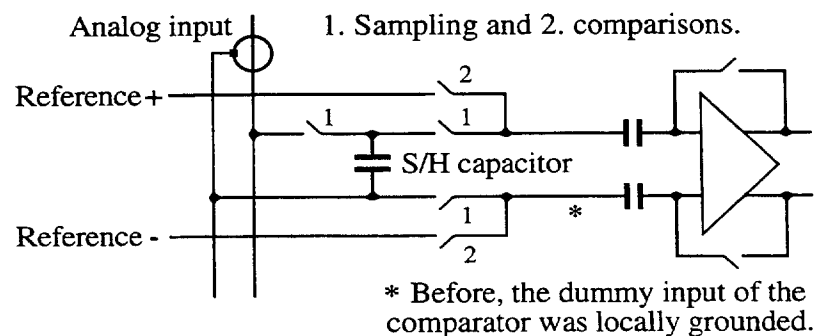 Analog input
1. Sampling and 2. comparisons.
2
Reference+
1
1
S/H capacitor
1
*
Reference -
2
* Before, the dummy input of the
comparator was locally grounded.